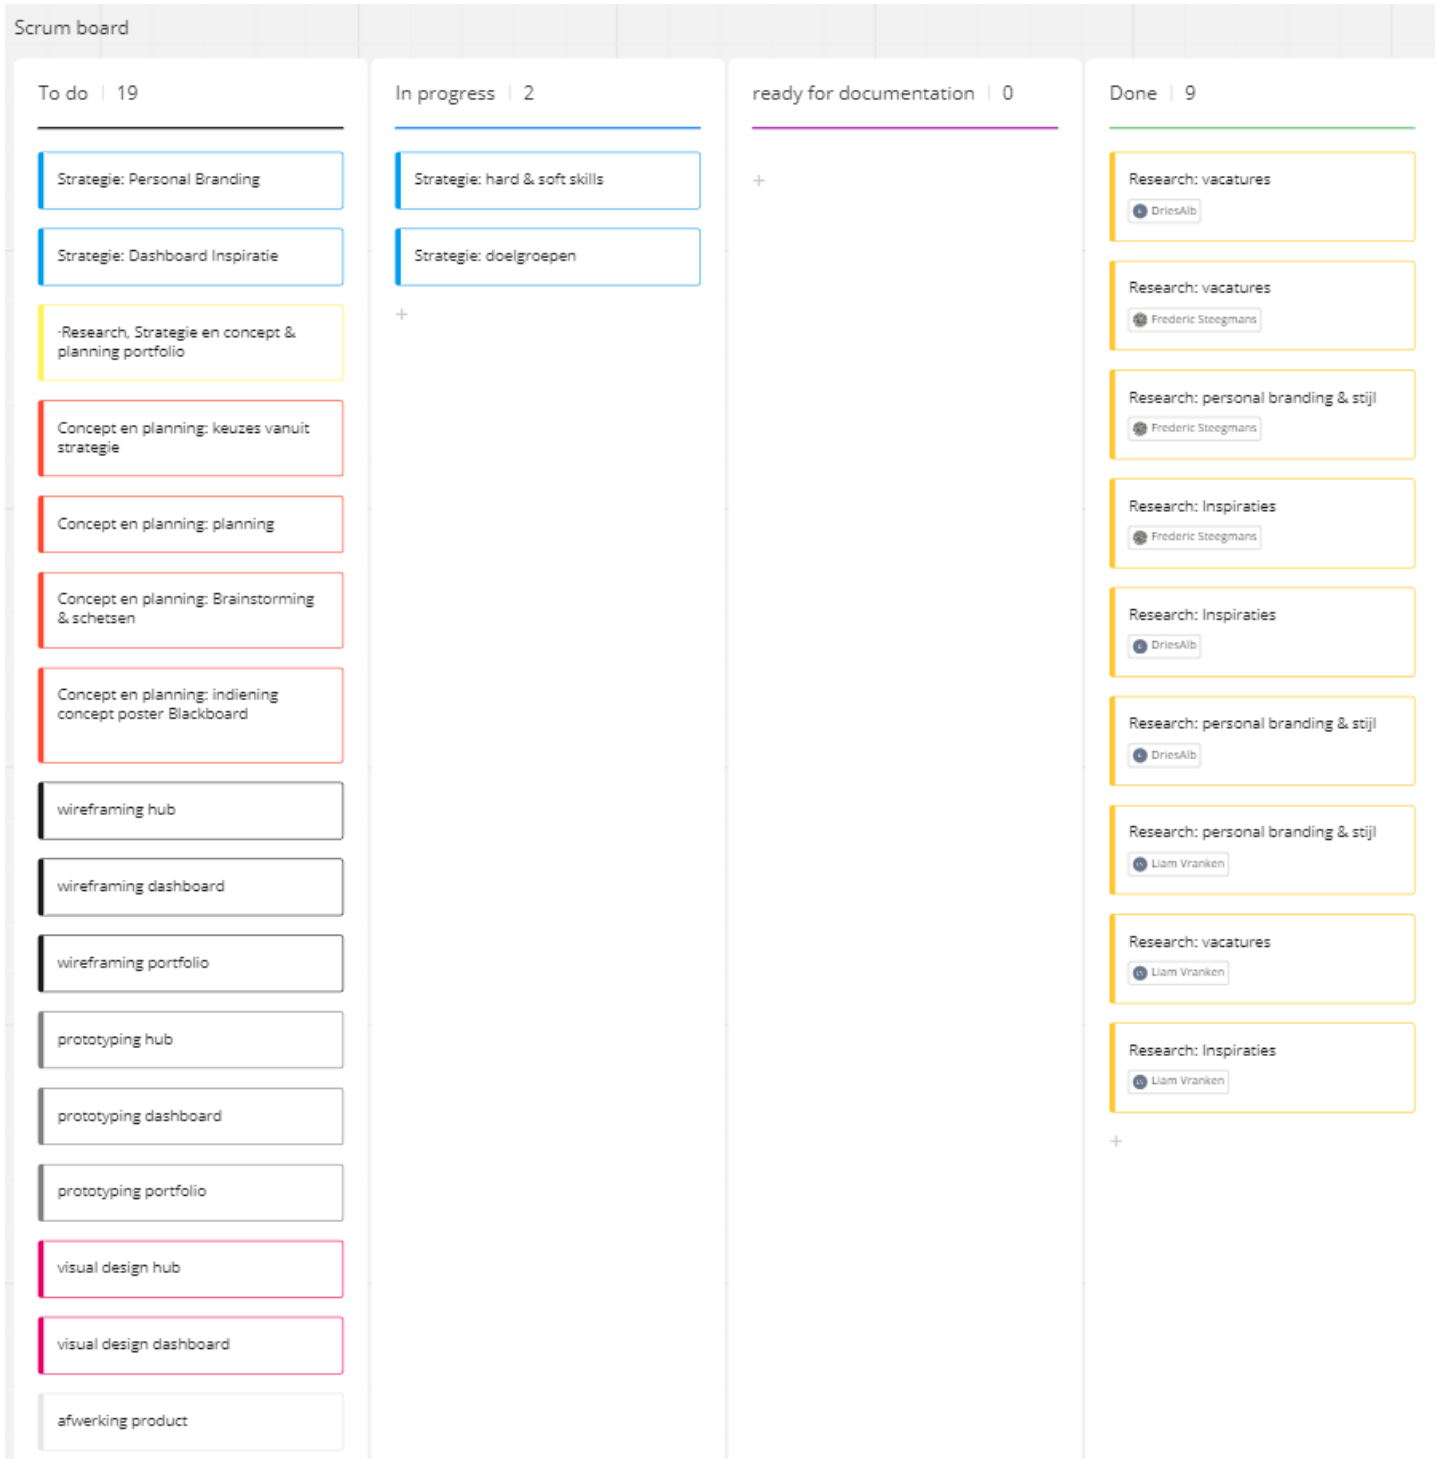 Scrum board
To do 19
Strategie: Personal Branding
Strategie: Dashboard Inspiratie
-Research, Strategie en concept &
planning portfolio
Concept en planning: keuzes vanuit
strategie
Concept en planning: planning
Concept en planning: Brainstorming
& schetsen
Concept en planning: indiening
concept poster Blackboard
wireframing hub
wireframing dashboard
wireframing portfolio
prototyping hub
prototyping dashboard
prototyping portfolio
visual design hub
visual design dashboard
afwerking product
In progress 2
Strategie: hard & soft skills
Strategie: doelgroepen
+
ready for documentation 0
+
Done 9
Research: vacatures
DriesAlb
Research: vacatures
Frederic Steegmans
Research: personal branding & stijl
Frederic Steegmans
Research: Inspiraties
Frederic Steegmans
Research: Inspiraties
DriesAlb
Research: personal branding & stijl
DriesAlb
Research: personal branding & stijl
Liam Vranken
Research: vacatures
Liam Vranken
Research: Inspiraties
Liam Vranken
+